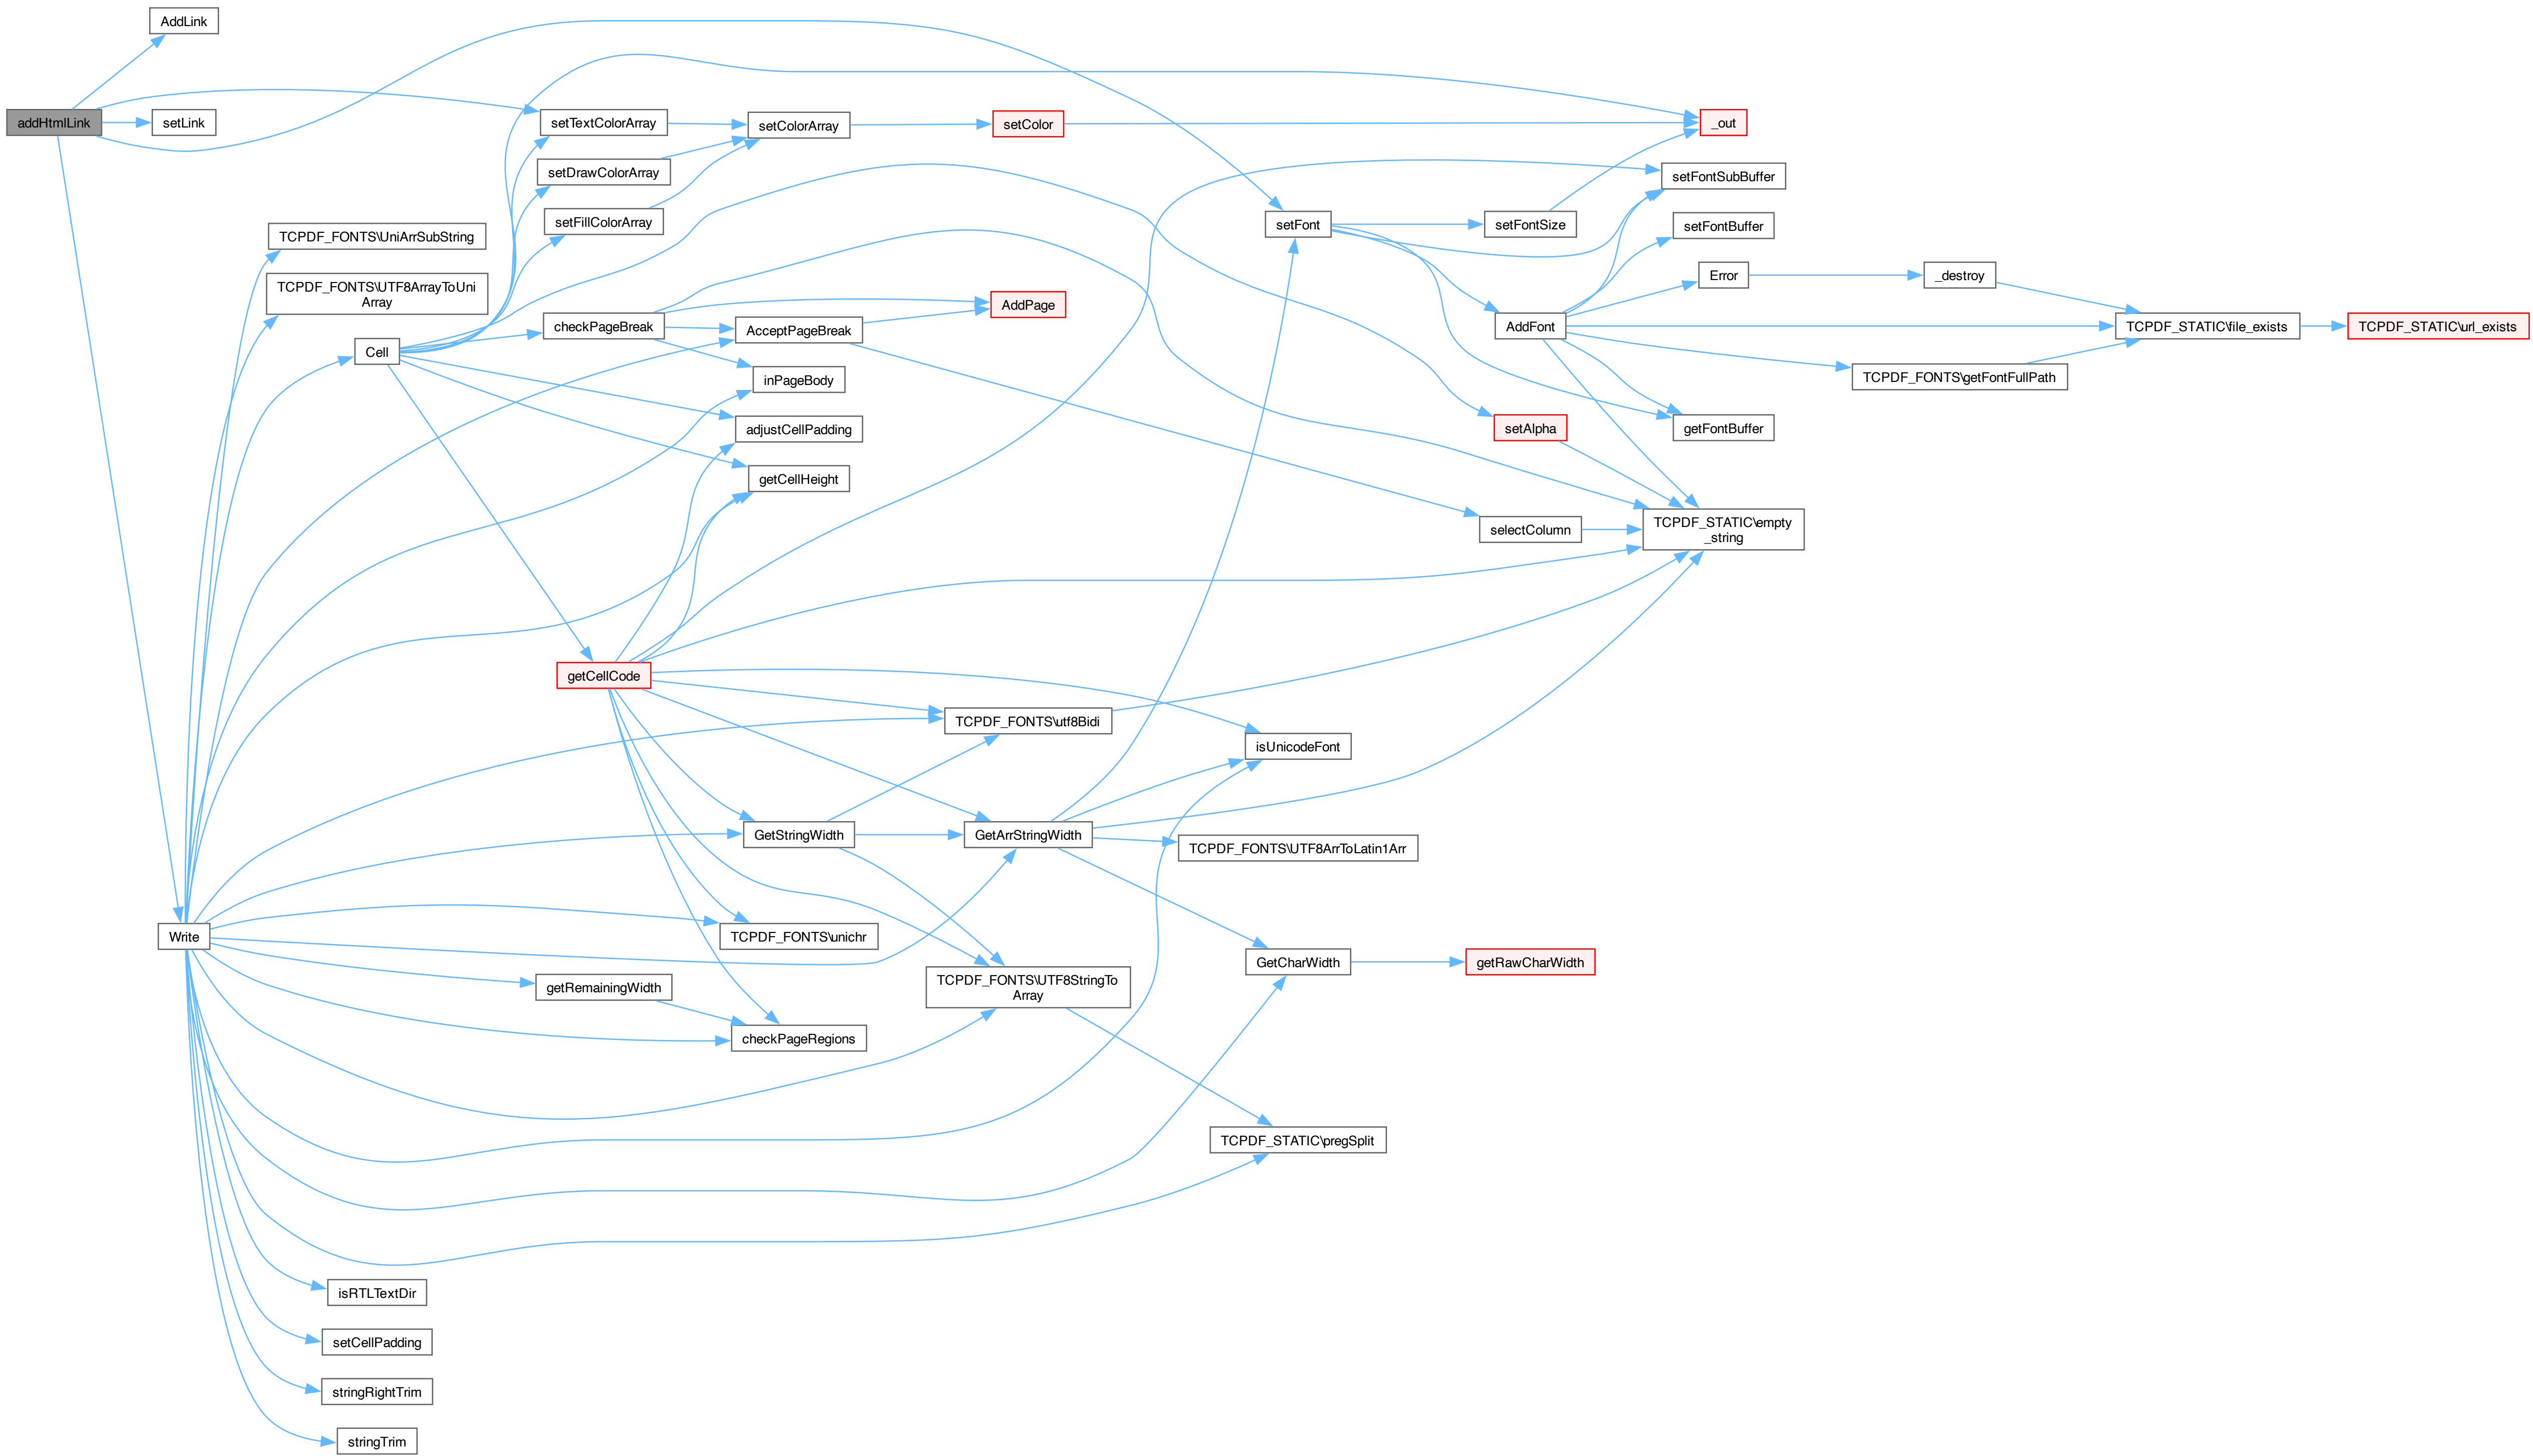 AddLink
addHtmlLink
setLink
setTextColorArray
setColorArray
setColor
_out
setDrawColorArray
setFontSubBuffer
setFillColorArray
setFont
setFontSize
setFontBuffer
TCPDF_FONTS\UniArrSubString
TCPDF_FONTS\UTF8ArrayToUni
Array
Error
_destroy
AddPage
checkPageBreak
AcceptPageBreak
AddFont
TCPDF_STATIC\file_exists
TCPDF_STATIC\url_exists
Cell
inPageBody
TCPDF_FONTS\getFontFullPath
adjustCellPadding
setAlpha
getFontBuffer
getCellHeight
selectColumn
TCPDF_STATIC\empty
_string
getCellCode
TCPDF_FONTS\utf8Bidi
isUnicodeFont
GetStringWidth
GetArrStringWidth
TCPDF_FONTS\UTF8ArrToLatin1Arr
Write
TCPDF_FONTS\unichr
GetCharWidth
getRawCharWidth
getRemainingWidth
TCPDF_FONTS\UTF8StringTo
Array
checkPageRegions
TCPDF_STATIC\pregSplit
isRTLTextDir
setCellPadding
stringRightTrim
stringTrim